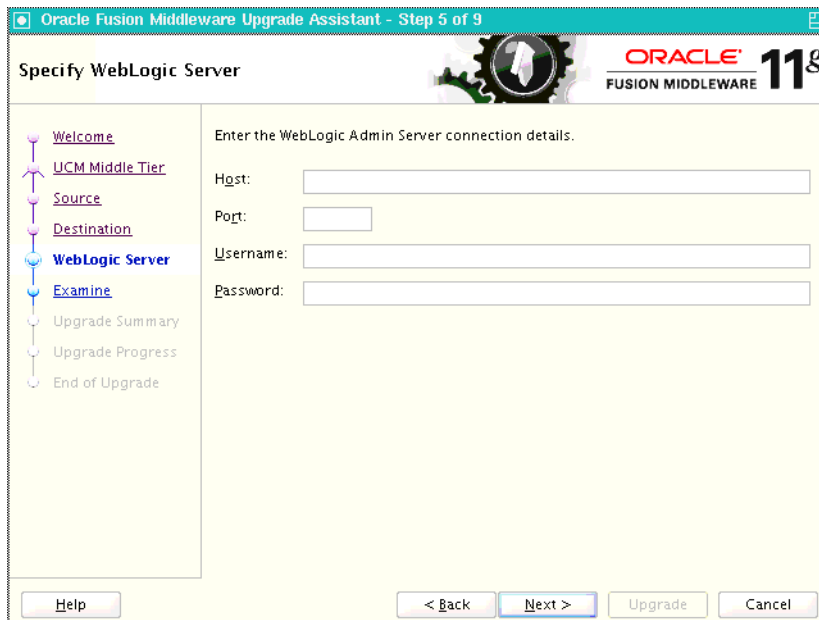 Oracle Fusion Middleware Upgrade Assistant - Step 5 of 9
Specify WebLogic Server
ORACLE
FUSION MIDDLEWARE 11g
Welcome
UCM Middle Tier
Source
Destination
WebLogic Server
Examine
Upgrade Summary
Upgrade Progress
End of Upgrade
Enter the WebLogic Admin Server connection details.
Host:
Port:
Username:
Password:
Help
< Back
Next >
Upgrade
Cancel